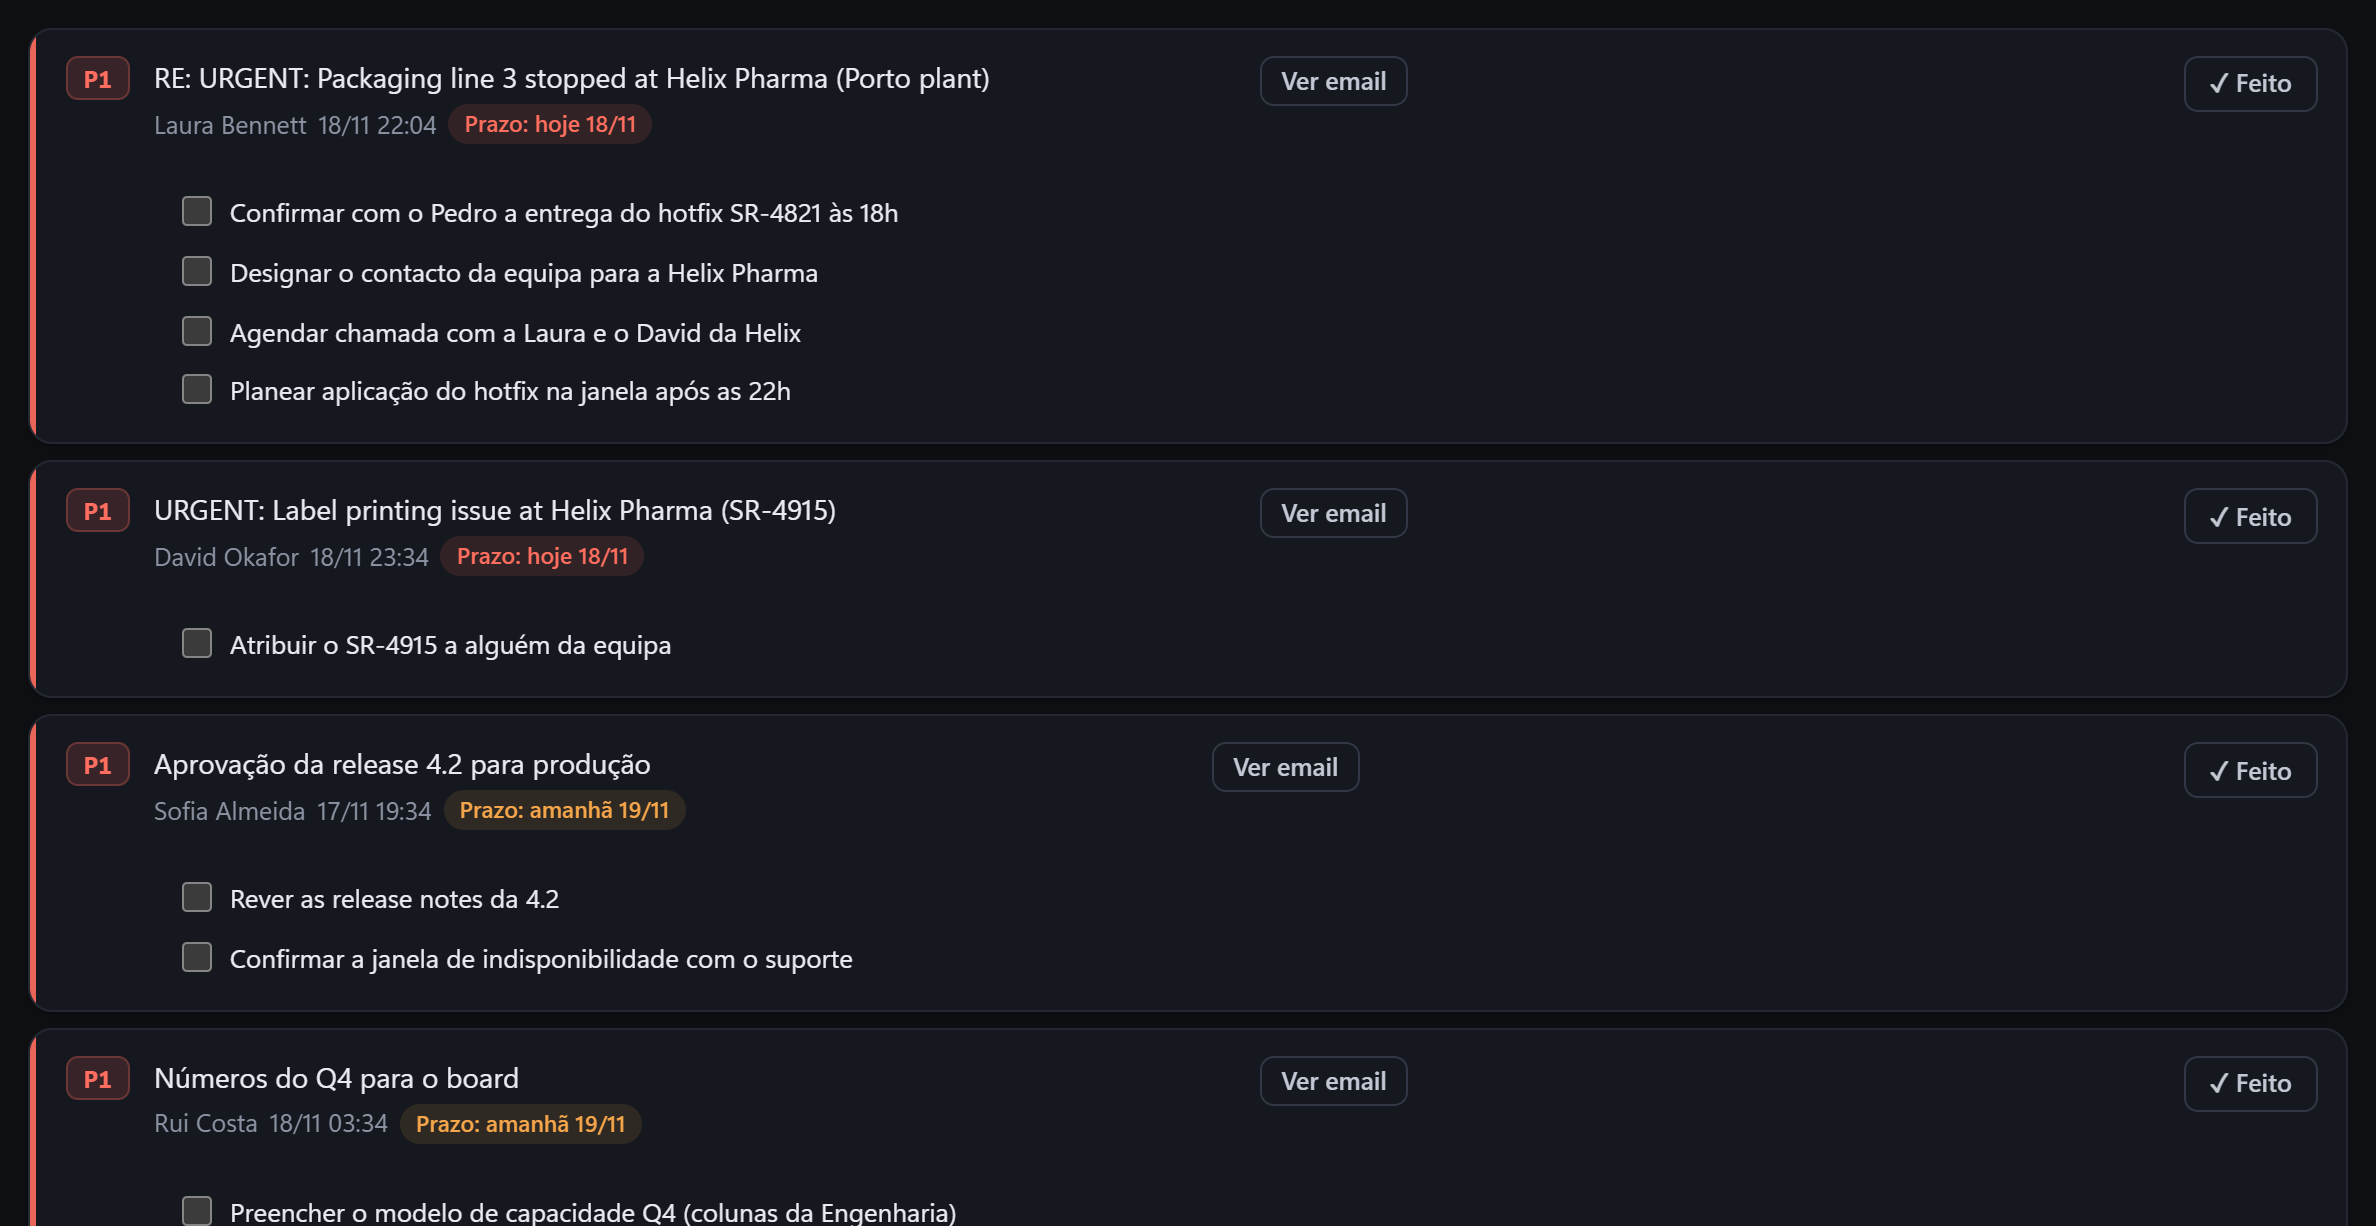 P1 RE: URGENT: Packaging line 3 stopped at Helix Pharma (Porto plant) Ver email ✓ Feito
Laura Bennett 18/11 22:04 Prazo: hoje 18/11
Confirmar com o Pedro a entrega do hotfix SR-4821 às 18h
Designar o contacto da equipa para a Helix Pharma
Agendar chamada com a Laura e o David da Helix
Planear aplicação do hotfix na janela após as 22h
P1 URGENT: Label printing issue at Helix Pharma (SR-4915) Ver email ✓ Feito
David Okafor 18/11 23:34 Prazo: hoje 18/11
Atribuir o SR-4915 a alguém da equipa
P1 Aprovação da release 4.2 para produção Ver email ✓ Feito
Sofia Almeida 17/11 19:34 Prazo: amanhã 19/11
Rever as release notes da 4.2
Confirmar a janela de indisponibilidade com o suporte
P1 Números do Q4 para o board Ver email ✓ Feito
Rui Costa 18/11 03:34 Prazo: amanhã 19/11
Preencher o modelo de capacidade Q4 (colunas da Engenharia)